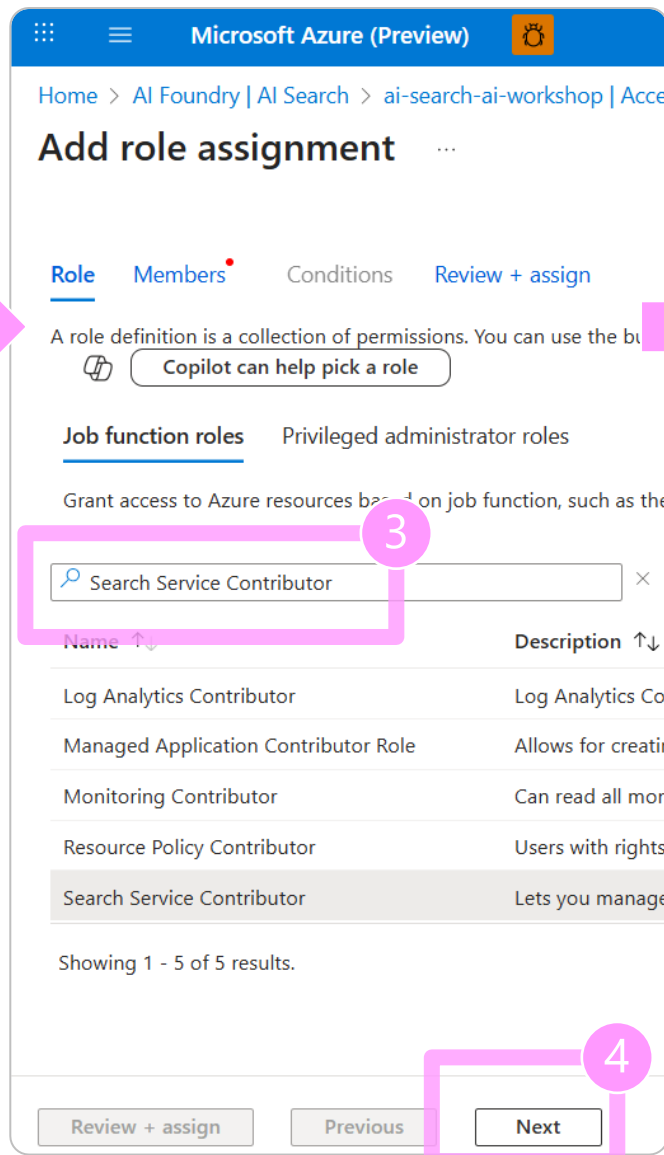 Microsoft Azure (Preview)
Home > AI Foundry | AI Search > ai-search-ai-workshop | Acce
Add role assignment ...
Role Members Conditions Review + assign
A role definition is a collection of permissions. You can use the bu
Copilot can help pick a role
Job function roles Privileged administrator roles
Grant access to Azure resources based on job function, such as the
3
Search Service Contributor
Name Description
Log Analytics Contributor Log Analytics Co
Managed Application Contributor Role Allows for creatin
Monitoring Contributor Can read all mon
Resource Policy Contributor Users with rights
Search Service Contributor Lets you manage
Showing 1 - 5 of 5 results.
4
Review + assign Previous Next